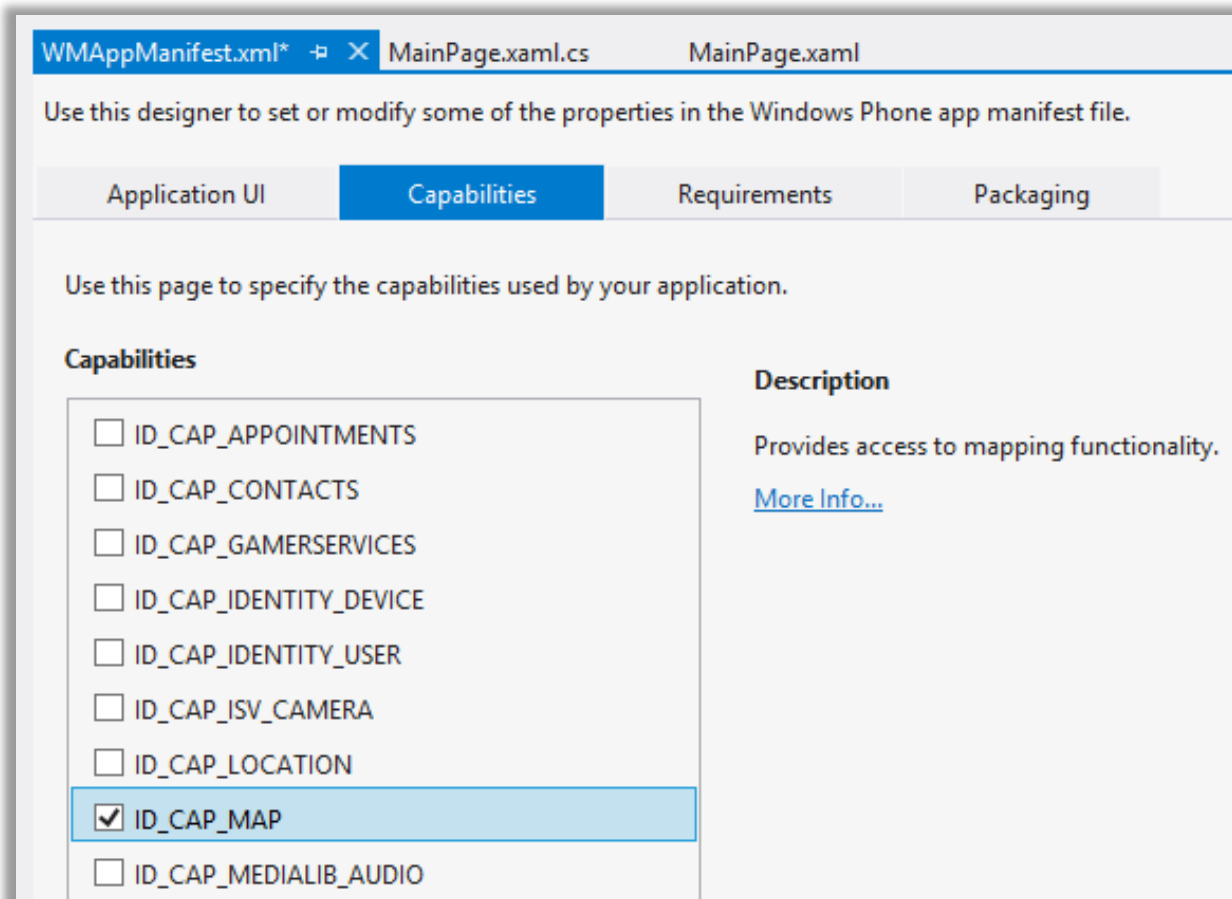 WMAppManifest.xml* MainPage.xaml.cs MainPage.xaml
Use this designer to set or modify some of the properties in the Windows Phone app manifest file.
Application UI Capabilities Requirements Packaging
Use this page to specify the capabilities used by your application.
Capabilities
ID_CAP_APPOINTMENTS
ID_CAP_CONTACTS
ID_CAP_GAMERSERVICES
ID_CAP_IDENTITY_DEVICE
ID_CAP_IDENTITY_USER
ID_CAP_ISV_CAMERA
ID_CAP_LOCATION
ID_CAP_MAP
ID_CAP_MEDIALIB_AUDIO
Description
Provides access to mapping functionality.
More Info...